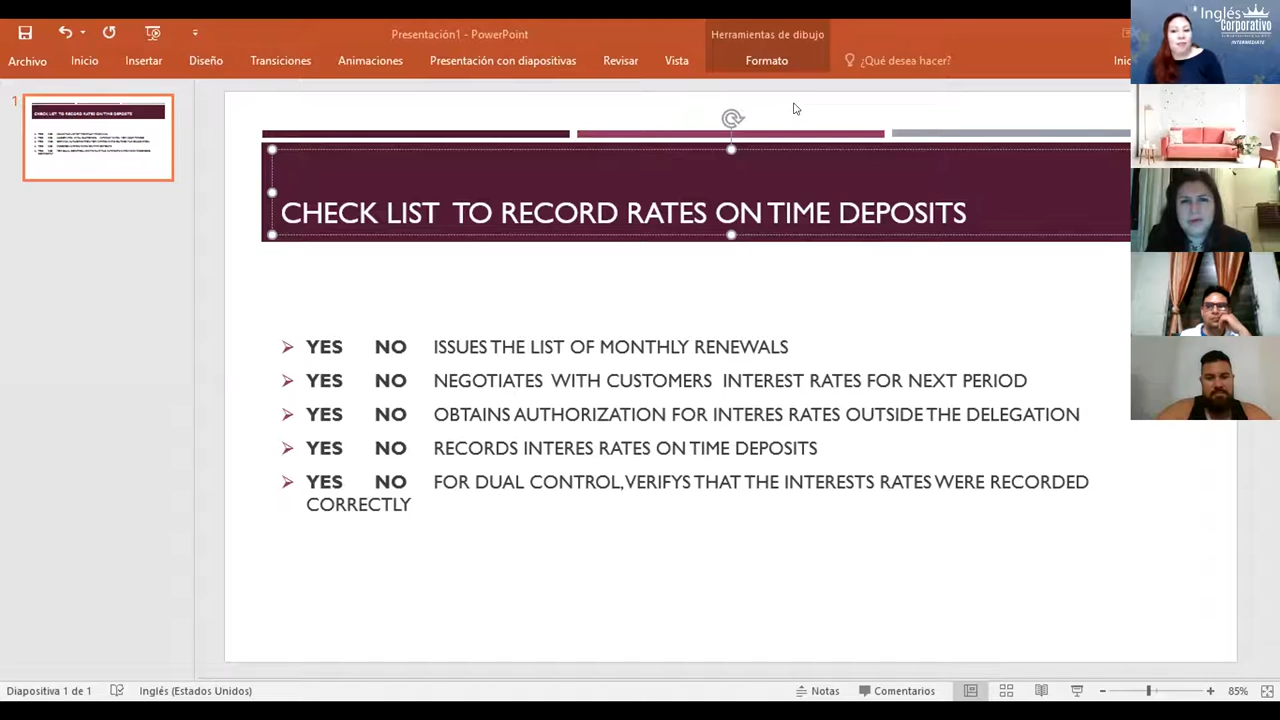 Presentación1 - PowerPoint
Herramientas de dibujo
Inglés
Corporativo
INTERMEDIATE
Archivo Inicio Insertar Diseño Transiciones Animaciones Presentación con diapositivas Revisar Vista Formato ¿Qué desea hacer? Inic
1
CHECK LIST TO RECORD RATES ON TIME DEPOSITS
YES NO ISSUES THE LIST OF MONTHLY RENEWALS
YES NO NEGOTIATES WITH CUSTOMERS INTEREST RATES FOR NEXT PERIOD
YES NO OBTAINS AUTHORIZATION FOR INTERES RATES OUTSIDE THE DELEGATION
YES NO RECORDS INTERES RATES ON TIME DEPOSITS
YES NO FOR DUAL CONTROL, VERIFYS THAT THE INTERESTS RATES WERE RECORDED
CORRECTLY
Diapositiva 1 de 1 Inglés (Estados Unidos) Notas Comentarios 85%